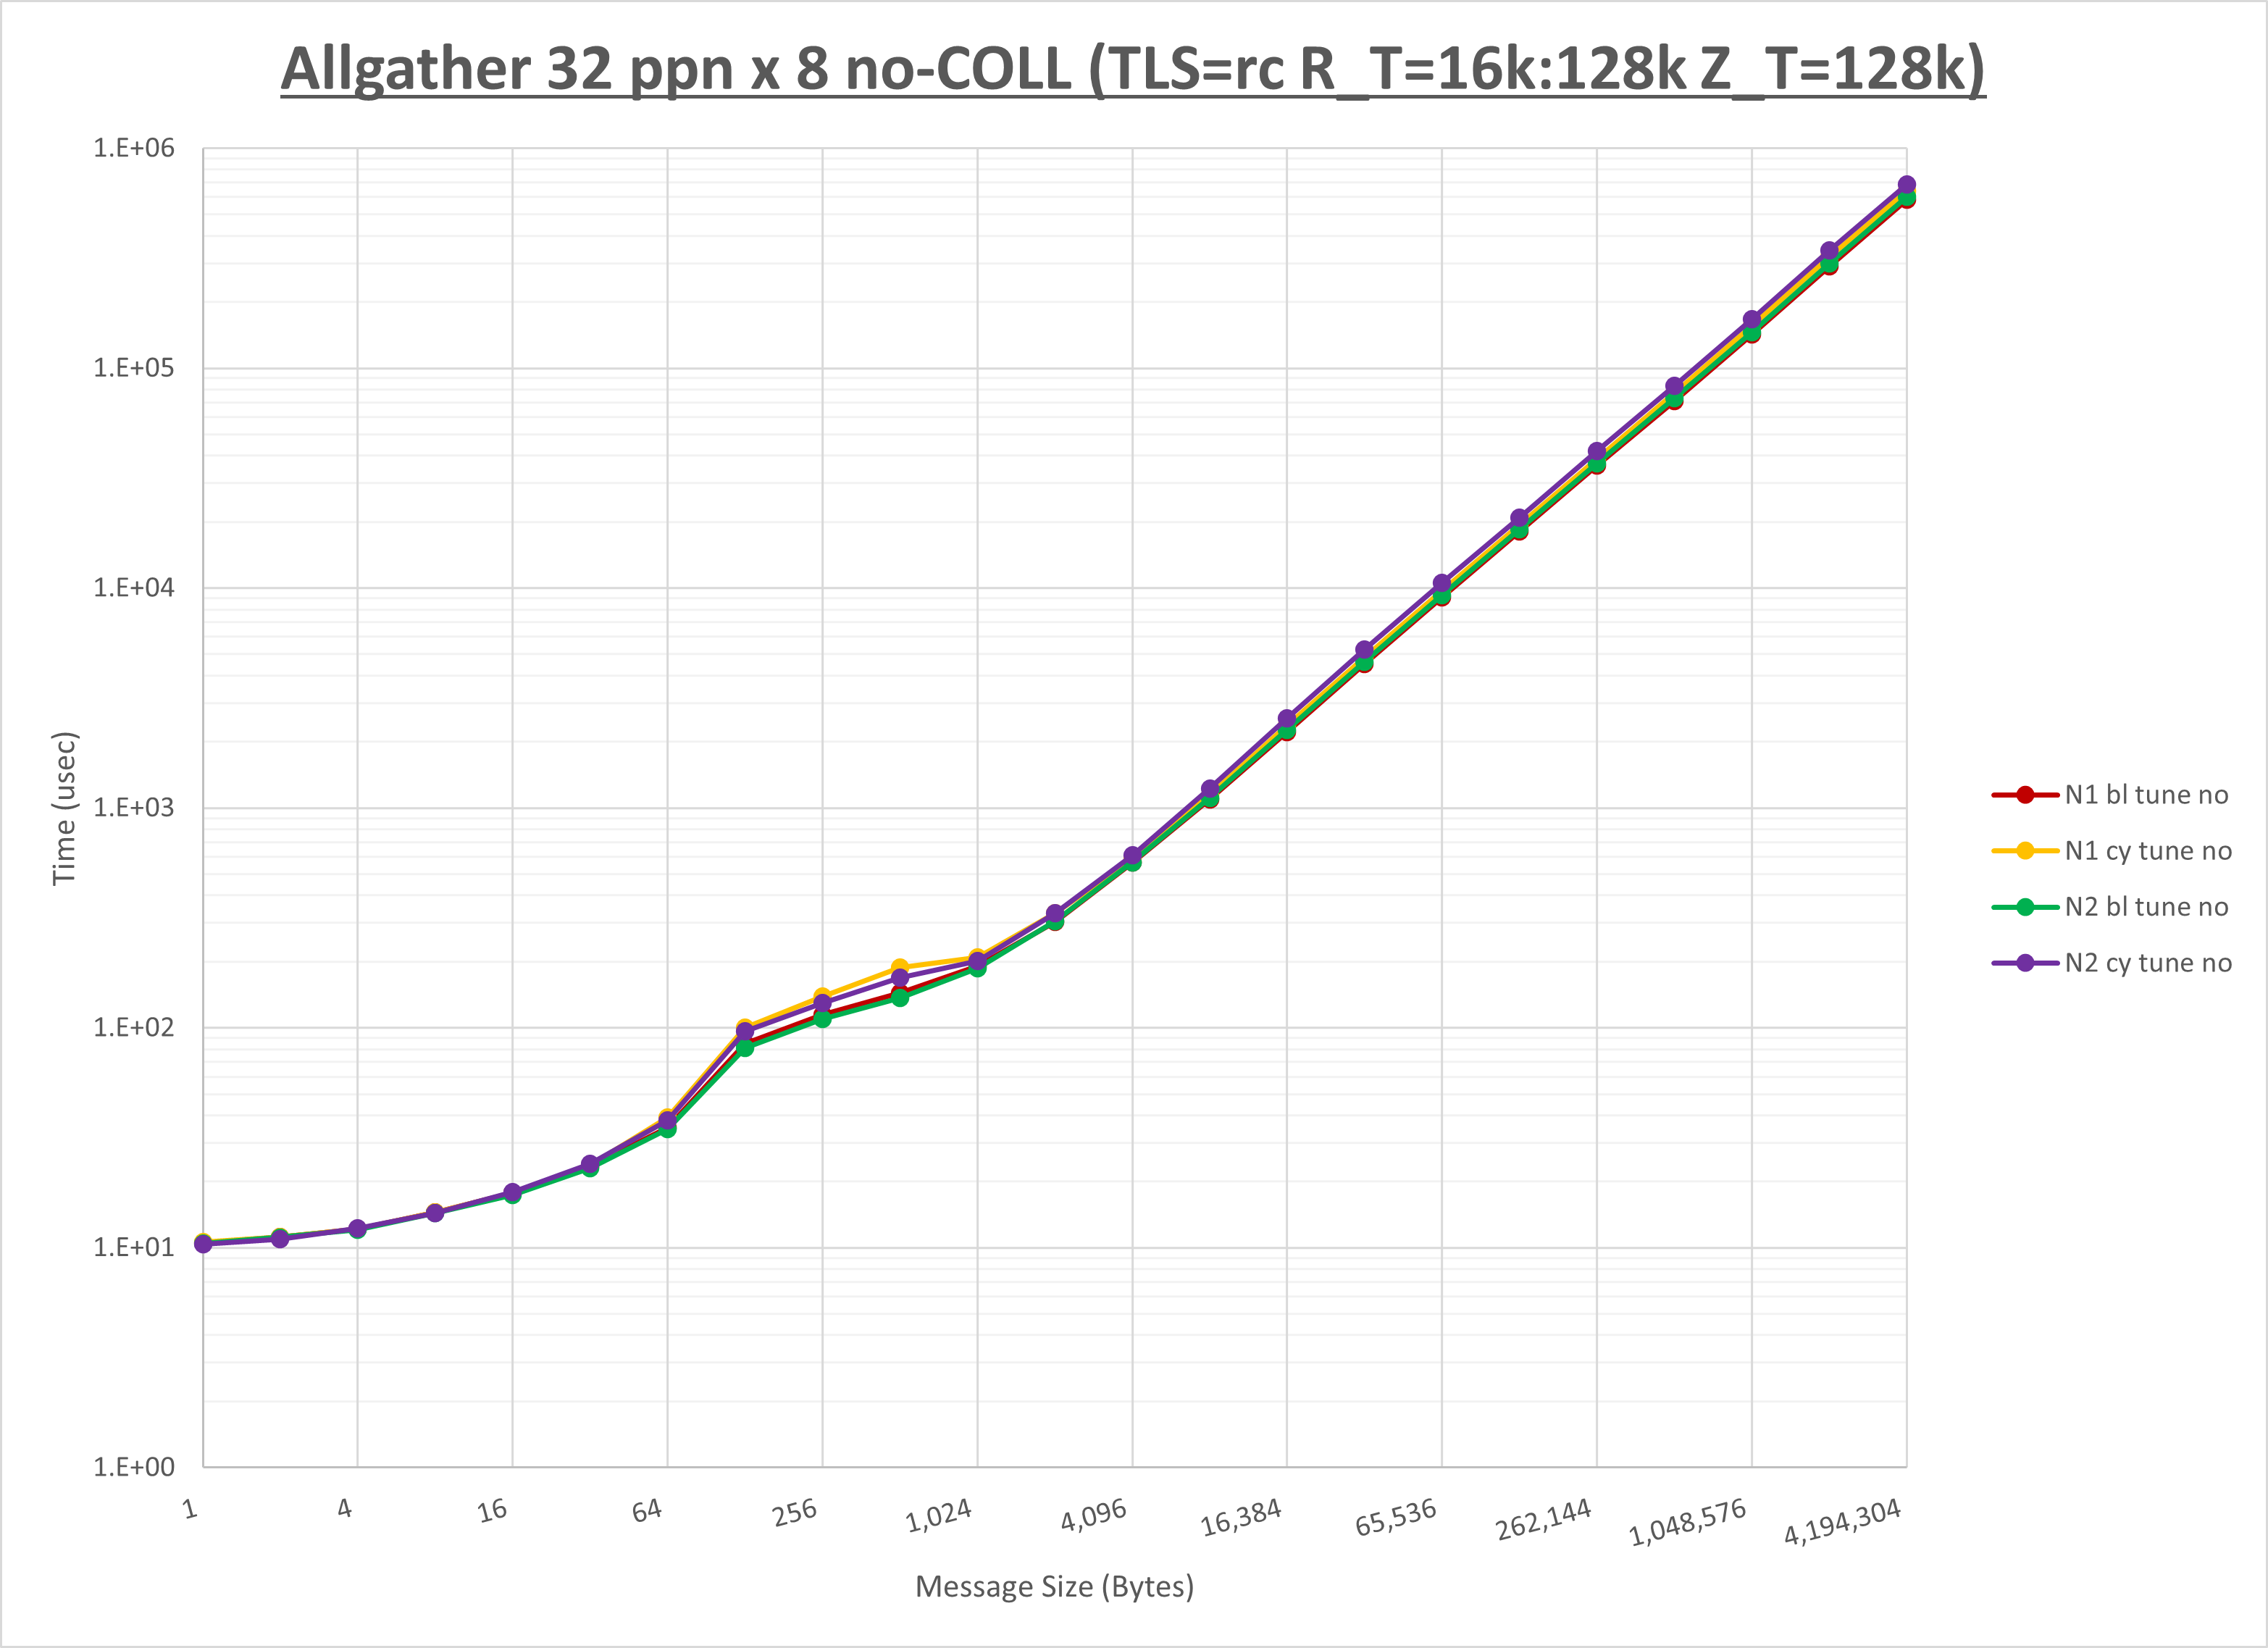 Allgather 32 ppn x 8 no-COLL (TLS=rc R_T=16k:128k Z_T=128k)
1.E+06
1.E+05
1.E+04
1.E+03
1.E+02
1.E+01
1.E+00
Time (usec)
1
4
16
64
256
1,024
4,096
16,384
65,536
262,144
1,048,576
4,194,304
Message Size (Bytes)
N1 bl tune no
N1 cy tune no
N2 bl tune no
N2 cy tune no